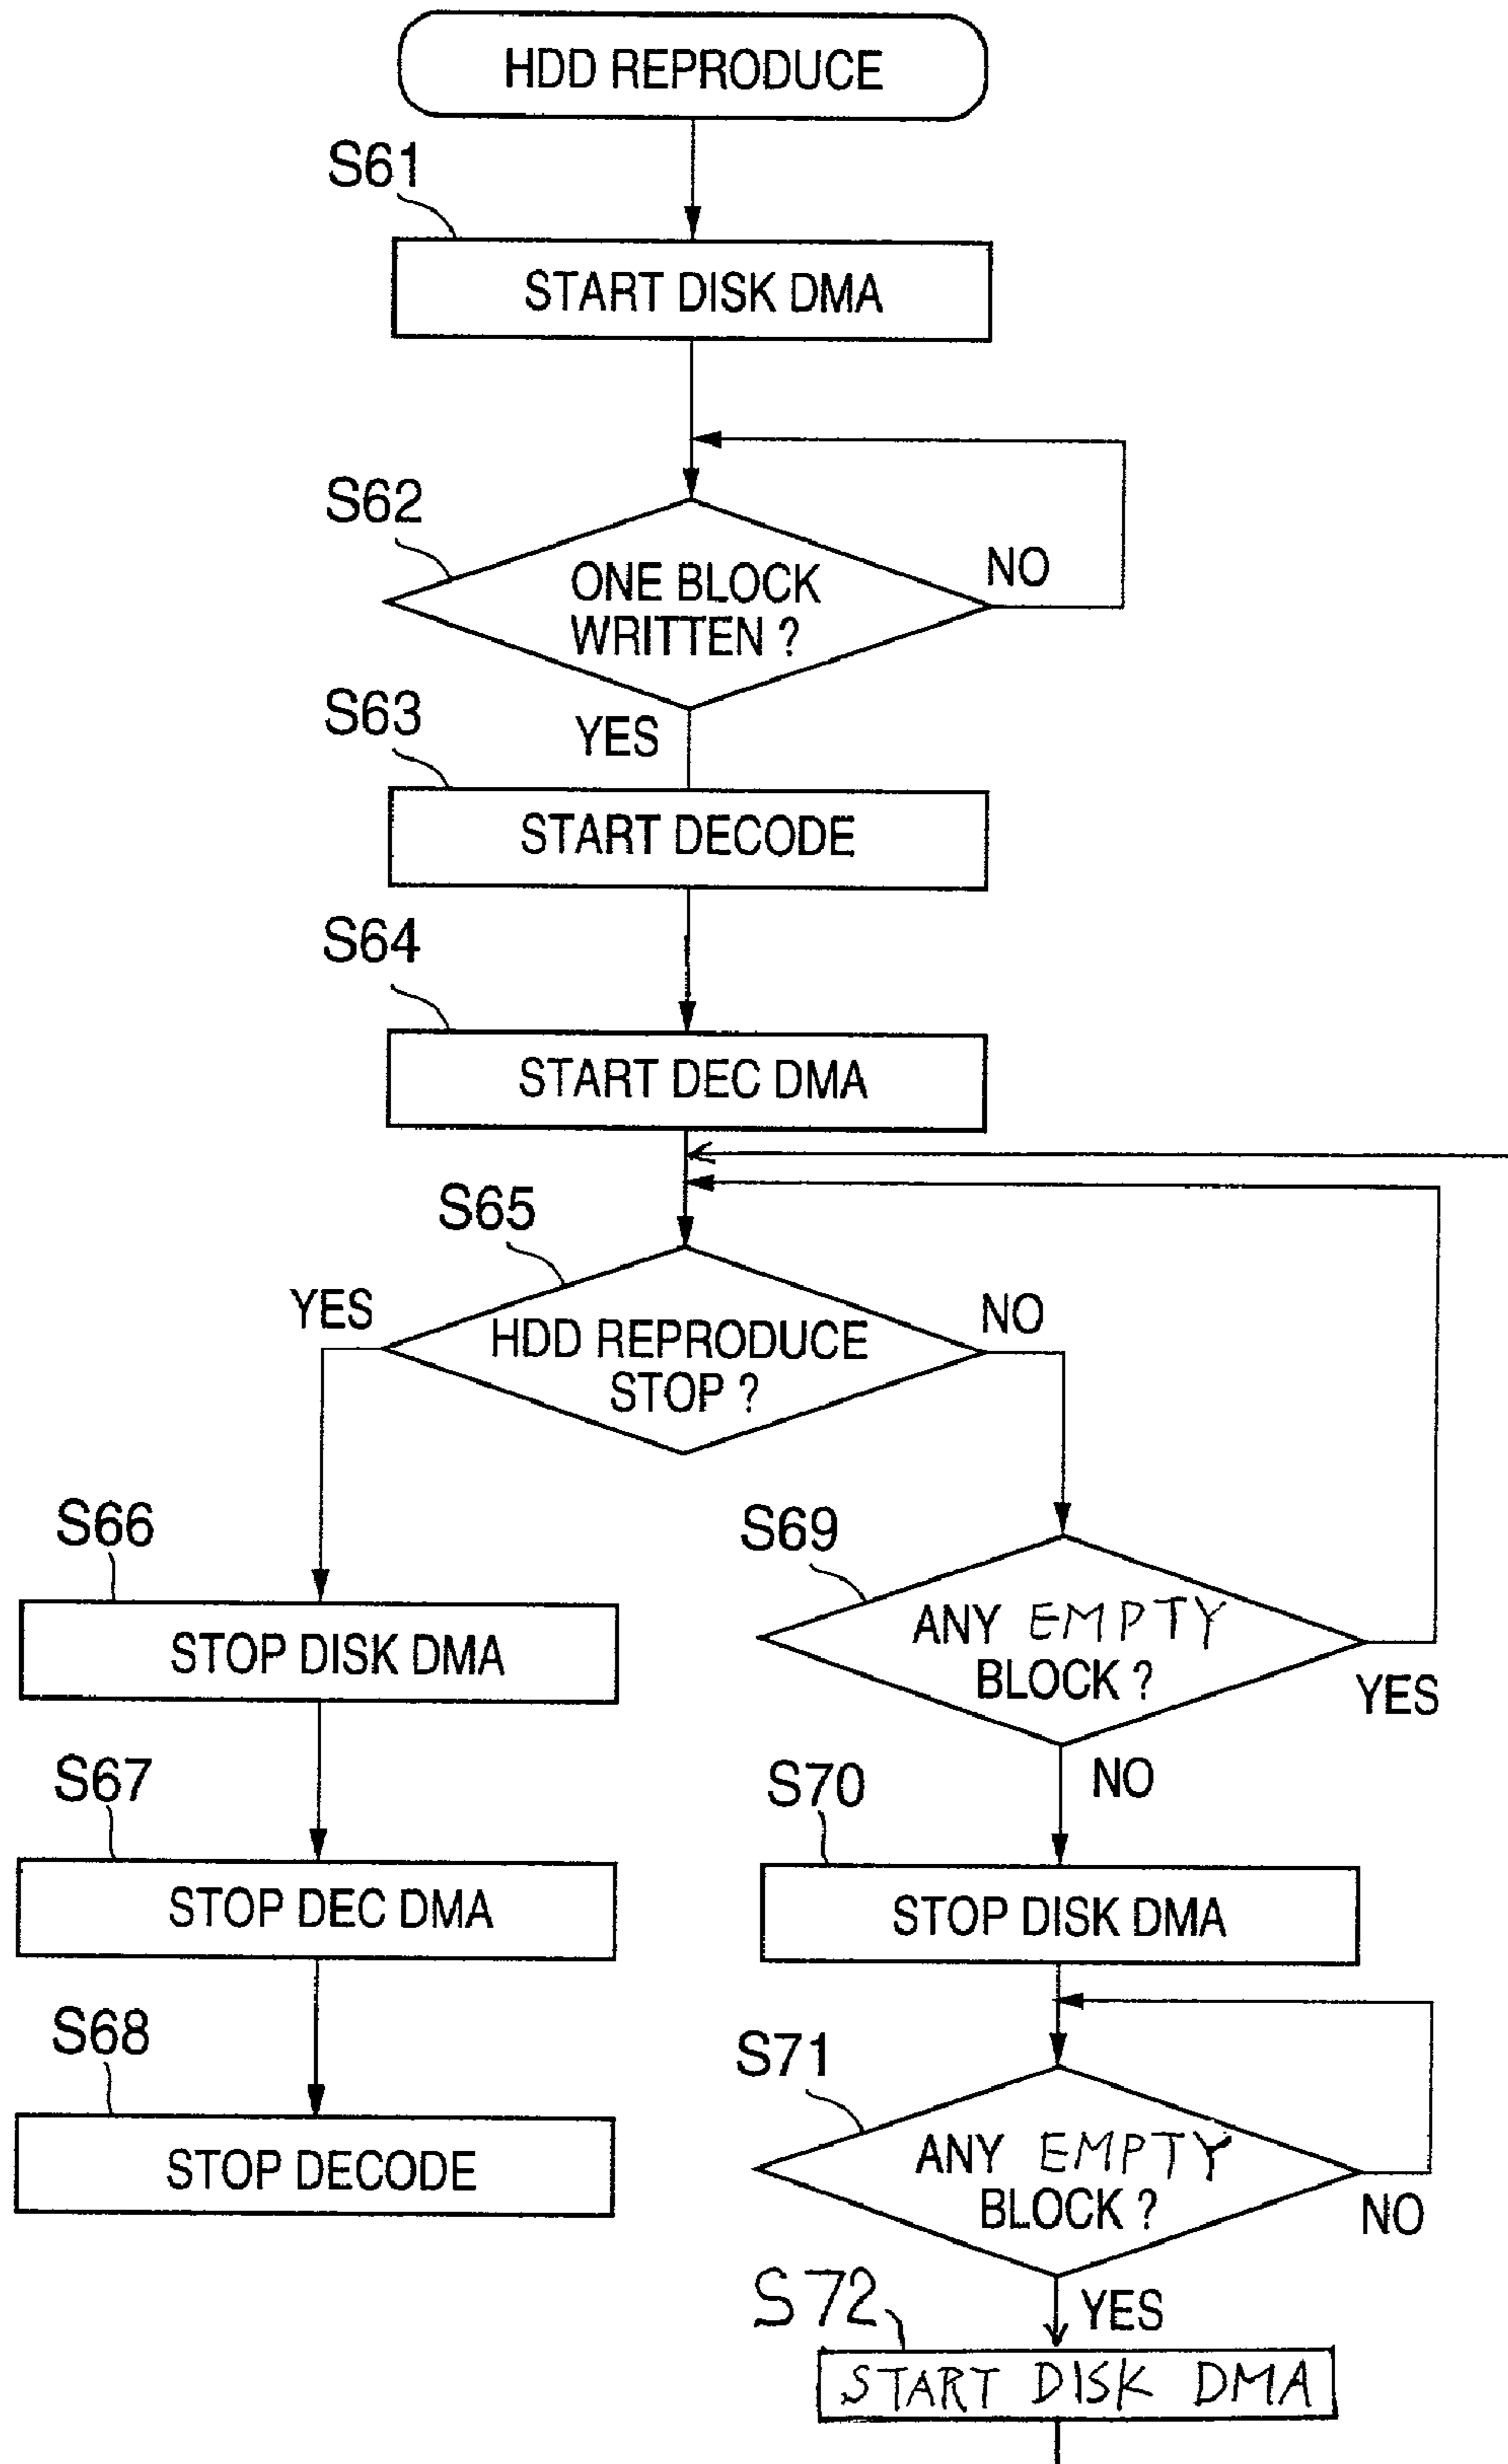 HDD REPRODUCE
S61
START DISK DMA
S62
ONE BLOCK
WRITTEN ?
NO
S63
YES
START DECODE
S64
START DEC DMA
S65
YES
HDD REPRODUCE
STOP ?
NO
S66
STOP DISK DMA
S67
STOP DEC DMA
S68
STOP DECODE
S69
ANY EMPTY
BLOCK ?
YES
NO
S70
STOP DISK DMA
S71
ANY EMPTY
BLOCK ?
NO
YES
S72
START DISK DMA